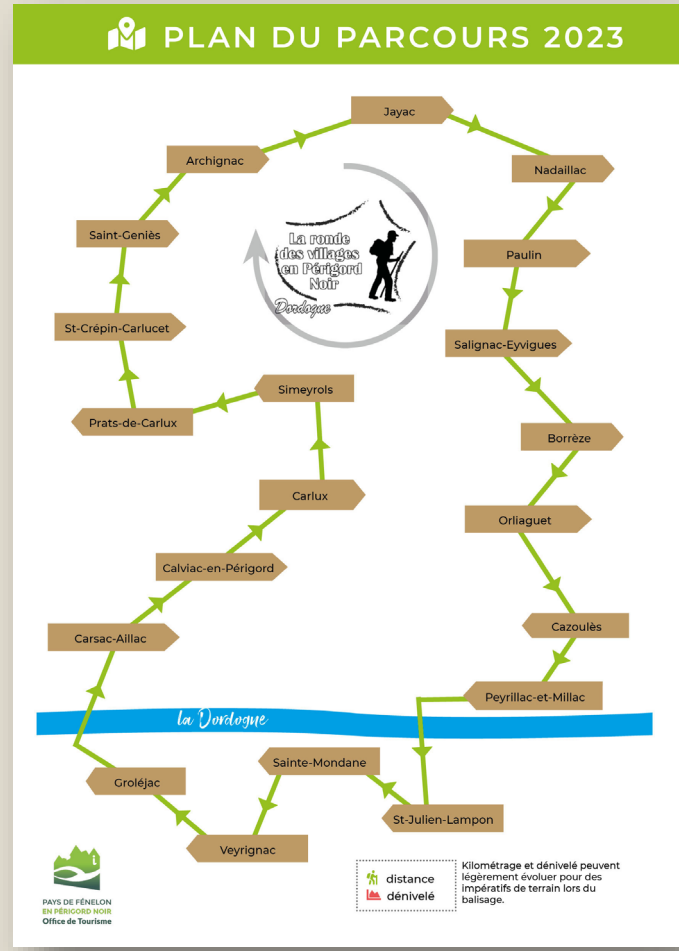 PLAN DU PARCOURS 2023
Jayac
Archignac
Nadaillac
Saint-Geniès
La ronde
des villages
en Périgord
Noir
Dordogne
Paulin
St-Crépin-Carlucet
Salignac-Eyvigues
Simeyrols
Prats-de-Carlux
Borrèze
Carlux
Orliaguet
Calviac-en-Périgord
Carsac-Aillac
Cazoulès
Peyrillac-et-Millac
la Dordogne
Sainte-Mondane
Groléjac
St-Julien-Lampon
Veyrignac
distance
dénivelé
Kilométrage et dénivelé peuvent
légèrement évoluer pour des
impératifs de terrain lors du
balisage.
PAYS DE FÉNELON
EN PÉRIGORD NOIR
Office de Tourisme